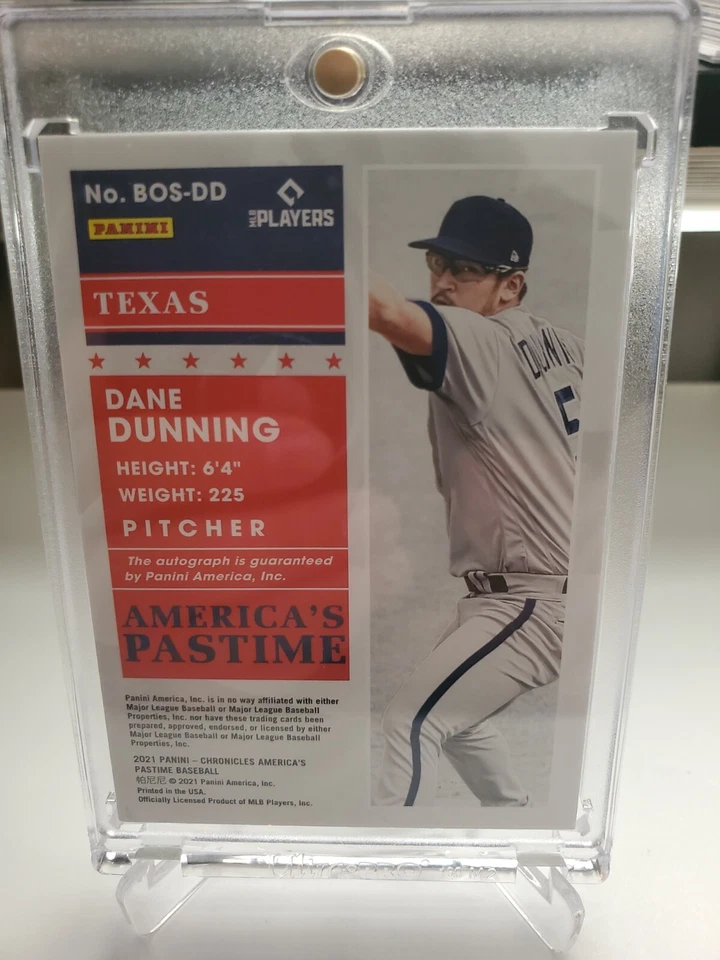 No. BOS-DD
MLB PLAYERS
PANINI
TEXAS
DANE
DUNNING
HEIGHT: 6'4"
WEIGHT: 225
PITCHER
The autograph is guaranteed
by Panini America, Inc.
AMERICA'S
PASTIME
Panini America, Inc. is in no way affiliated with either
Major League Baseball or Major League Baseball
Properties, Inc. nor have these trading cards been
prepared, approved, endorsed, or licensed by either
Major League Baseball or Major League Baseball
Properties, Inc.
2021 PANINI – CHRONICLES AMERICA'S
PASTIME BASEBALL
帕尼尼 © 2021 Panini America, Inc.
Printed in the USA.
Officially Licensed Product of MLB Players, Inc.
5